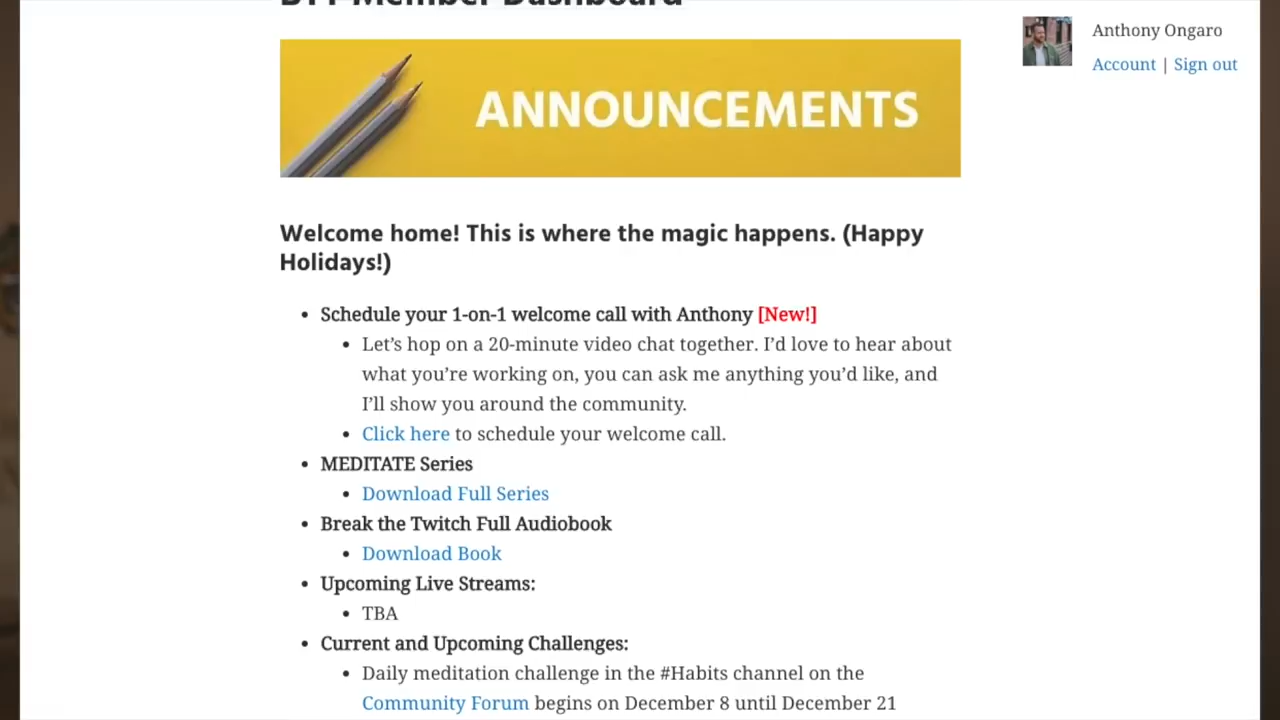 BTT Member Dashboard
Anthony Ongaro
Account | Sign out
ANNOUNCEMENTS
Welcome home! This is where the magic happens. (Happy
Holidays!)
• Schedule your 1-on-1 welcome call with Anthony [New!]
• Let’s hop on a 20-minute video chat together. I’d love to hear about
what you’re working on, you can ask me anything you’d like, and
I’ll show you around the community.
• Click here to schedule your welcome call.
• MEDITATE Series
• Download Full Series
• Break the Twitch Full Audiobook
• Download Book
• Upcoming Live Streams:
• TBA
• Current and Upcoming Challenges:
• Daily meditation challenge in the #Habits channel on the
Community Forum begins on December 8 until December 21